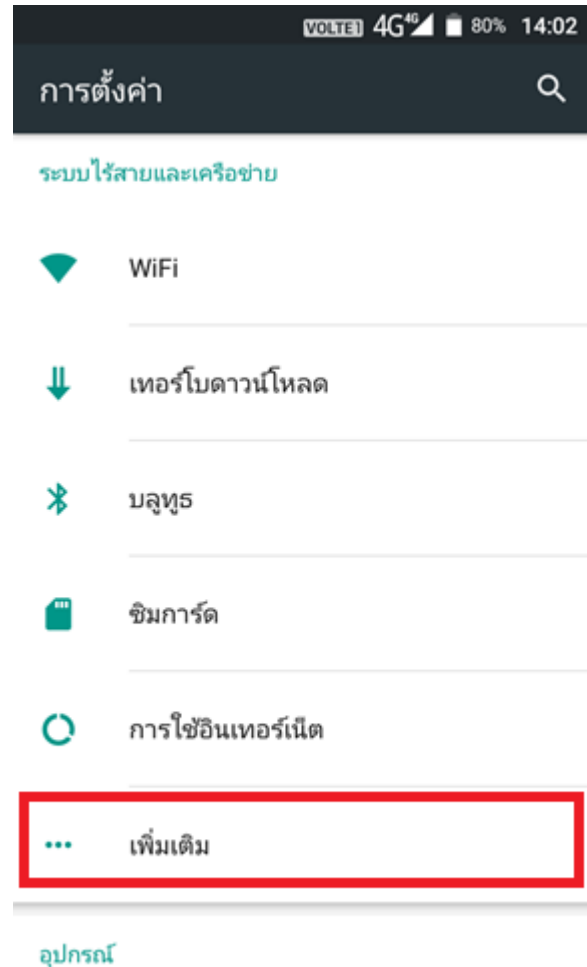 VOLTE1 4G 4G 80% 14:02
การตั้งค่า
ระบบไร้สายและเครือข่าย
WiFi
เทอร์โบดาวน์โหลด
บลูทูธ
ซิมการ์ด
การใช้อินเทอร์เน็ต
เพิ่มเติม
อุปกรณ์